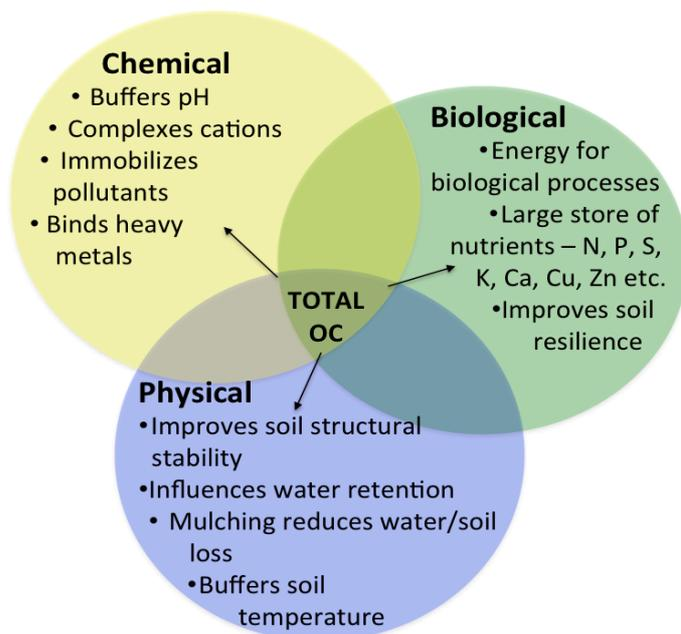 Chemical
• Buffers pH
• Complexes cations
• Immobilizes
pollutants
• Binds heavy
metals
Biological
•Energy for
biological processes
•Large store of
nutrients – N, P, S,
K, Ca, Cu, Zn etc.
•Improves soil
resilience
TOTAL
OC
Physical
•Improves soil structural
stability
•Influences water retention
• Mulching reduces water/soil
loss
•Buffers soil
temperature